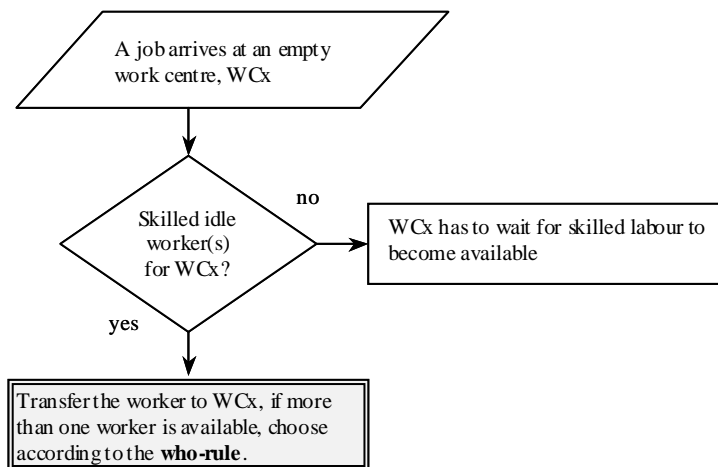 A job arrives at an empty
work centre, WCx
no
Skilled idle
worker(s)
for WCx?
WCx has to wait for skilled labour to
become available
yes
Transfer the worker to WCx, if more
than one worker is available, choose
according to the who-rule.